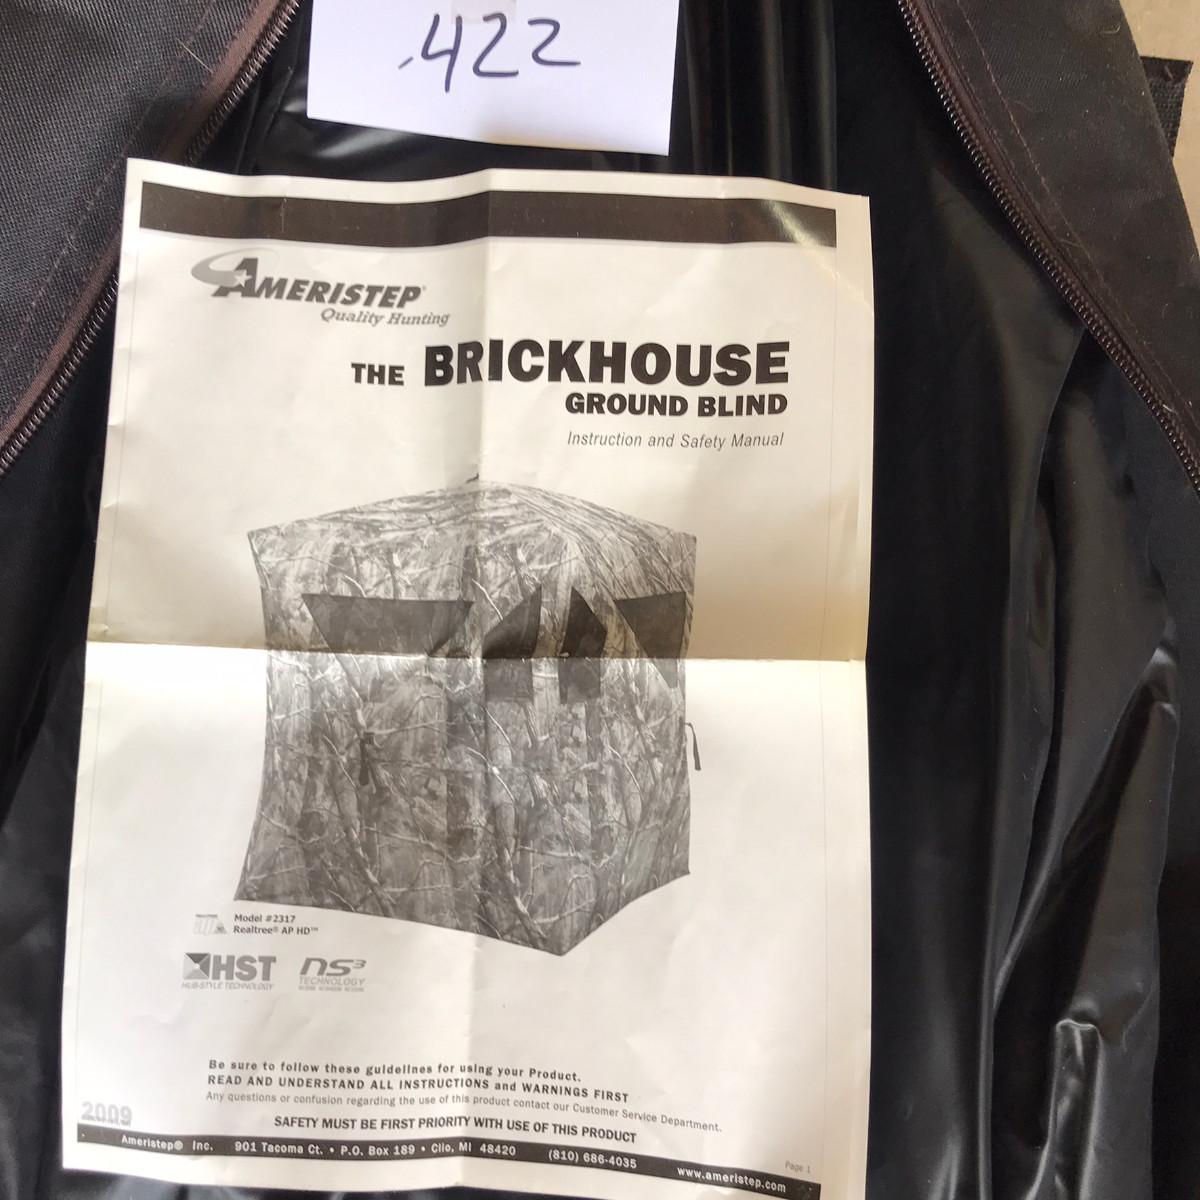 .422
AMERISTEP®
Quality Hunting
THE BRICKHOUSE
GROUND BLIND
Instruction and Safety Manual
Model #2317
Realtree® AP HD™
HST
HUB-STYLE TECHNOLOGY
NS3
TECHNOLOGY
Be sure to follow these guidelines for using your Product.
READ AND UNDERSTAND ALL INSTRUCTIONS and WARNINGS FIRST
Any questions or confusion regarding the use of this product contact our Customer Service Department.
SAFETY MUST BE FIRST PRIORITY WITH USE OF THIS PRODUCT
2009
Ameristep® Inc. 901 Tacoma Ct. • P.O. Box 189 • Clio, MI 48420 (810) 686-4035 www.ameristep.com
Page 1